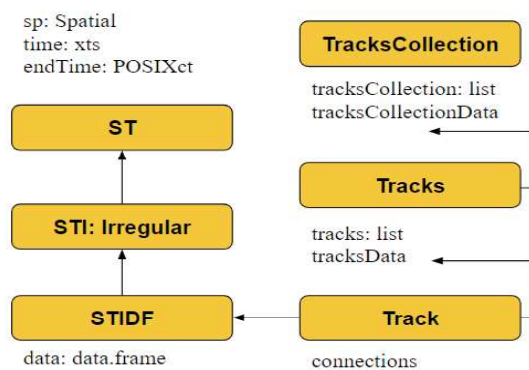 sp: Spatial
time: xts
endTime: POSIXct
ST
STI: Irregular
STIDF
data: data.frame
TracksCollection
tracksCollection: list
tracksCollectionData
Tracks
tracks: list
tracksData
Track
connections